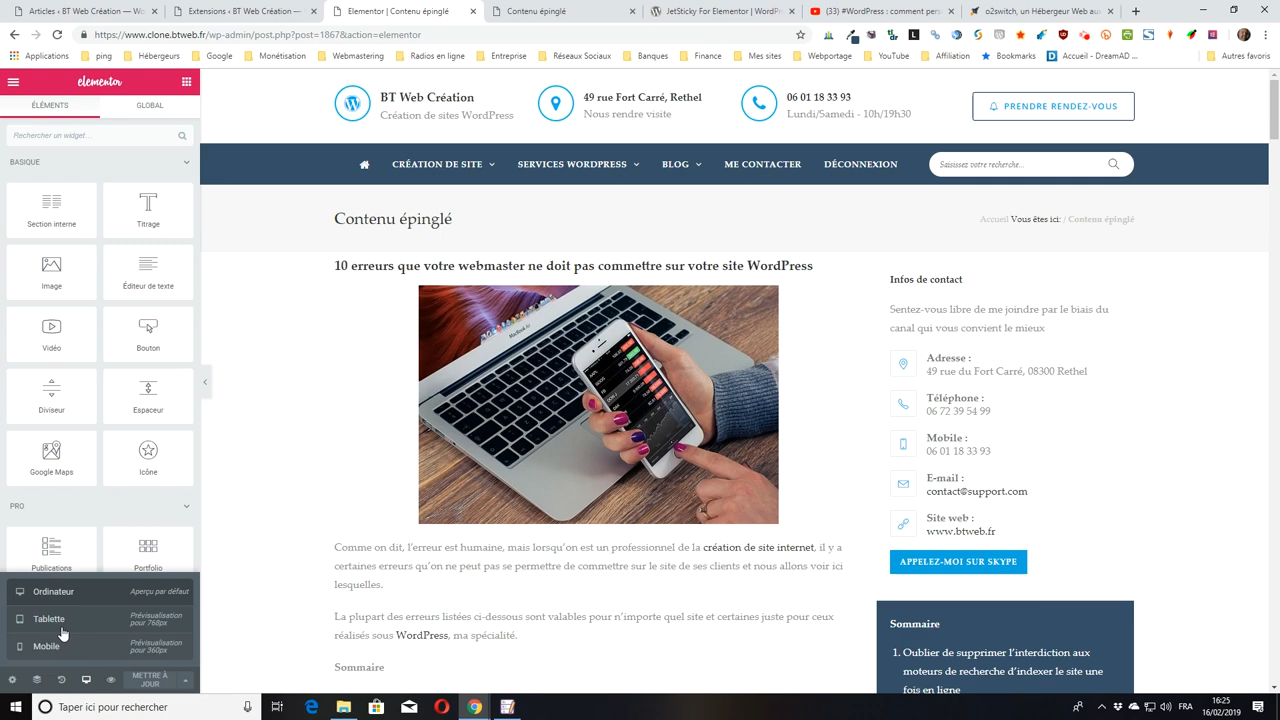 Articles ‹ BT Web Création — W
Extensions ‹ BT Web Création —
Elementor | Contenu épinglé
Contenu épinglé
JetSticky For Elementor | WordPr
(33) #WordpPress : comment pers
o2switch, un Hébergeur Web au
https://www.clone.btweb.fr/wp-admin/post.php?post=1867&action=elementor
Applications
ping
Hébergeurs
Google
Monétisation
Webmastering
Radios en ligne
Entreprise
Réseaux Sociaux
Banques
Finance
Mes sites
Webportage
YouTube
Affiliation
Bookmarks
Accueil - DreamAD ...
Autres favoris
elementor
ÉLÉMENTS
GLOBAL
Rechercher un widget...
BASIQUE
Section interne
Titrage
Image
Éditeur de texte
Vidéo
Bouton
Diviseur
Espaceur
Google Maps
Icône
PRO
Publications
Portfolio
Ordinateur
Aperçu par défaut
Tablette
Prévisualisation
pour 768px
Mobile
Prévisualisation
pour 360px
METTRE À
JOUR
BT Web Création
Création de sites WordPress
49 rue Fort Carré, Rethel
Nous rendre visite
06 01 18 33 93
Lundi/Samedi - 10h/19h30
PRENDRE RENDEZ-VOUS
CRÉATION DE SITE
SERVICES WORDPRESS
BLOG
ME CONTACTER
DÉCONNEXION
Saisissez votre recherche...
Contenu épinglé
Accueil Vous êtes ici: / Contenu épinglé
10 erreurs que votre webmaster ne doit pas commettre sur votre site WordPress
MacBook Air
Comme on dit, l'erreur est humaine, mais lorsqu'on est un professionnel de la création de site internet, il y a
certaines erreurs qu'on ne peut pas se permettre de commettre sur le site de ses clients et nous allons voir ici
lesquelles.
La plupart des erreurs listées ci-dessous sont valables pour n'importe quel site et certaines juste pour ceux
réalisés sous WordPress, ma spécialité.
Sommaire
Infos de contact
Sentez-vous libre de me joindre par le biais du
canal qui vous convient le mieux
Adresse :
49 rue du Fort Carré, 08300 Rethel
Téléphone :
06 72 39 54 99
Mobile :
06 01 18 33 93
E-mail :
contact@support.com
Site web :
www.btweb.fr
APPELEZ-MOI SUR SKYPE
Sommaire
1. Oublier de supprimer l'interdiction aux
moteurs de recherche d'indexer le site une
fois en ligne
Taper ici pour rechercher
FRA
16:25
16/02/2019